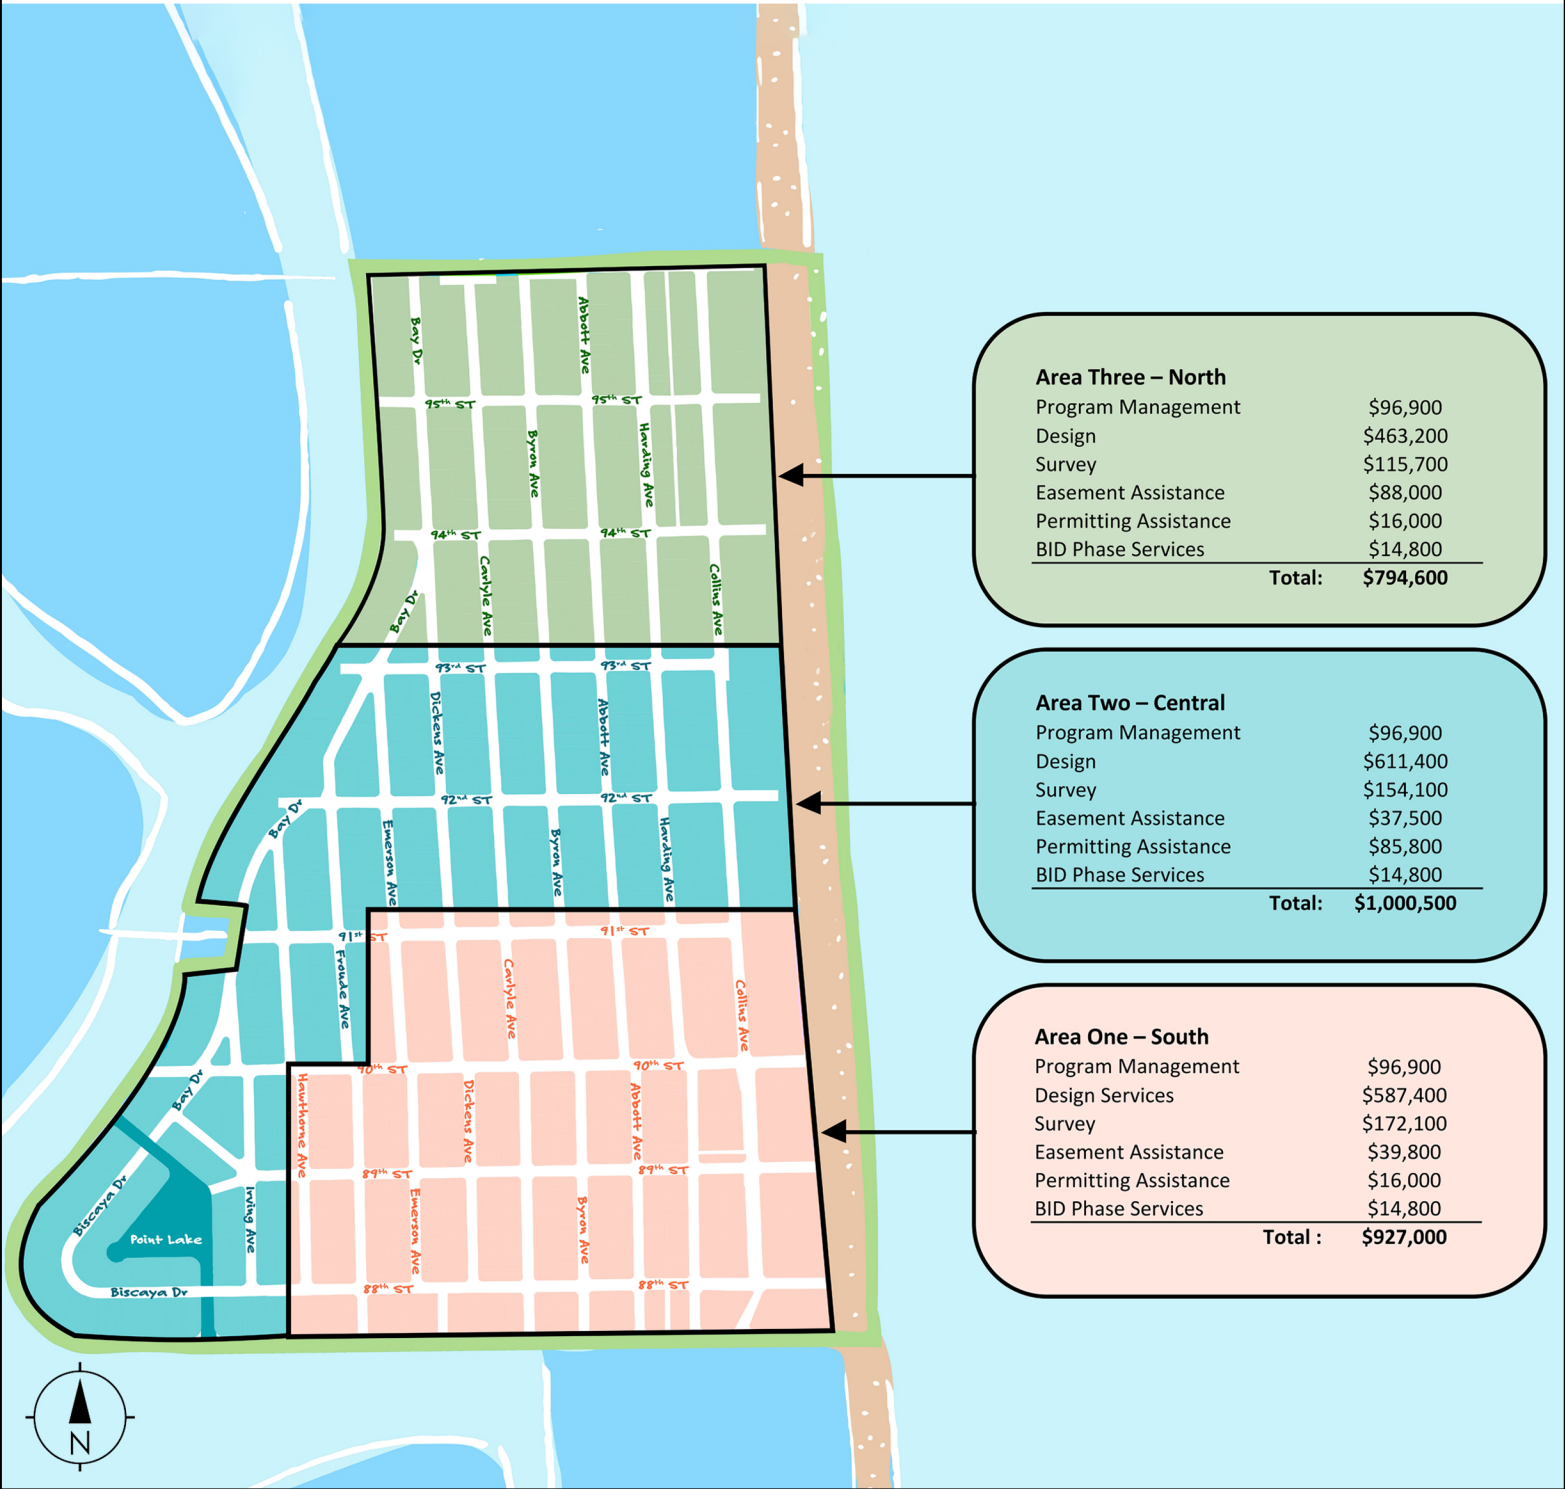 Bay Dr
Abbott Ave
95th ST
95th ST
Byron Ave
Harding Ave
94th ST
94th ST
Carlyle Ave
Collins Ave
Bay Dr
93rd ST
93rd ST
Dickens Ave
Abbott Ave
92nd ST
92nd ST
Bay Dr
Emerson Ave
Byron Ave
Harding Ave
91st ST
91st ST
Froude Ave
Carlyle Ave
Collins Ave
90th ST
90th ST
Bay Dr
Hawthorne Ave
Dickens Ave
Abbott Ave
89th ST
89th ST
Biscaya Dr
Irving Ave
Emerson Ave
Byron Ave
Point Lake
Biscaya Dr
88th ST
88th ST
N
Area Three – North
Program Management $96,900
Design $463,200
Survey $115,700
Easement Assistance $88,000
Permitting Assistance $16,000
BID Phase Services $14,800
Total: $794,600
Area Two – Central
Program Management $96,900
Design $611,400
Survey $154,100
Easement Assistance $37,500
Permitting Assistance $85,800
BID Phase Services $14,800
Total: $1,000,500
Area One – South
Program Management $96,900
Design Services $587,400
Survey $172,100
Easement Assistance $39,800
Permitting Assistance $16,000
BID Phase Services $14,800
Total : $927,000